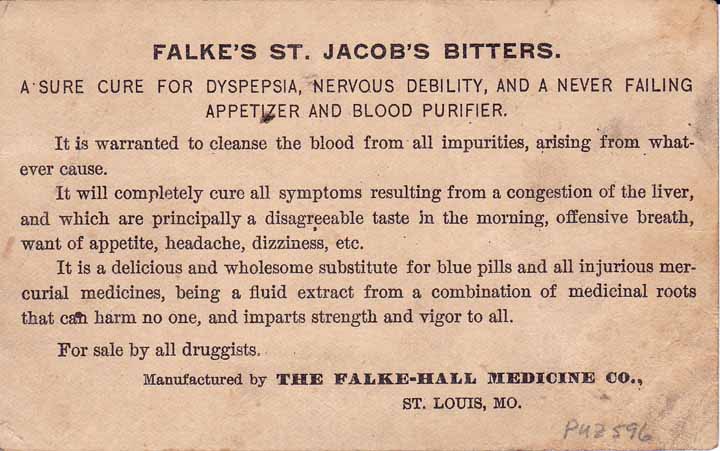 FALKE'S ST. JACOB'S BITTERS.
A SURE CURE FOR DYSPEPSIA, NERVOUS DEBILITY, AND A NEVER FAILING
APPETIZER AND BLOOD PURIFIER.
It is warranted to cleanse the blood from all impurities, arising from what-
ever cause.
It will completely cure all symptoms resulting from a congestion of the liver,
and which are principally a disagreeable taste in the morning, offensive breath,
want of appetite, headache, dizziness, etc.
It is a delicious and wholesome substitute for blue pills and all injurious mer-
curial medicines, being a fluid extract from a combination of medicinal roots
that can harm no one, and imparts strength and vigor to all.
For sale by all druggists.
Manufactured by THE FALKE-HALL MEDICINE CO.,
ST. LOUIS, MO.
PUZ596